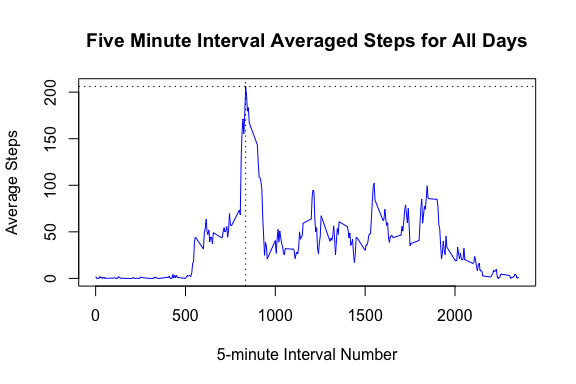 Five Minute Interval Averaged Steps for All Days
200
150
100
50
0
Average Steps
0 500 1000 1500 2000
5-minute Interval Number